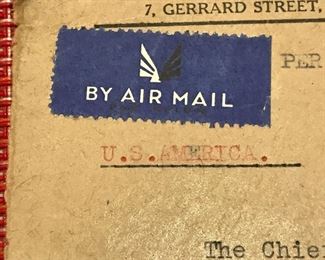 7, GERRARD STREET,
PER
BY AIR MAIL
U.S.AMERICA.
The Chie